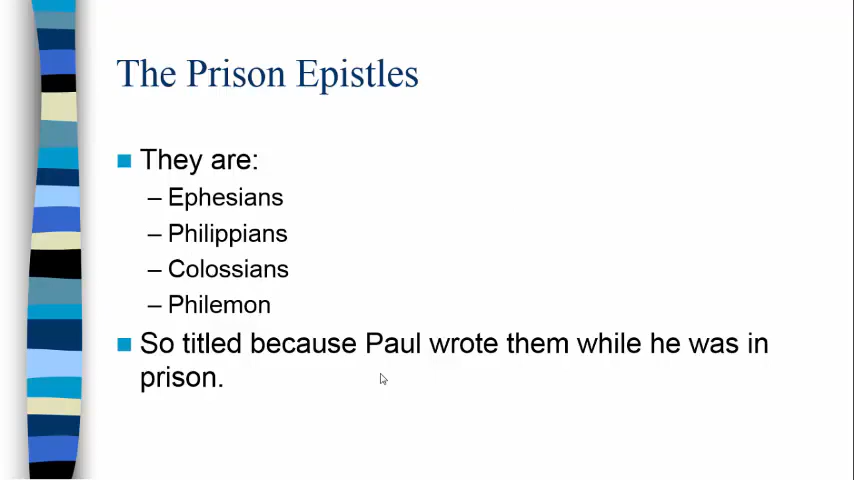 The Prison Epistles
■ They are:
– Ephesians
– Philippians
– Colossians
– Philemon
■ So titled because Paul wrote them while he was in
prison.